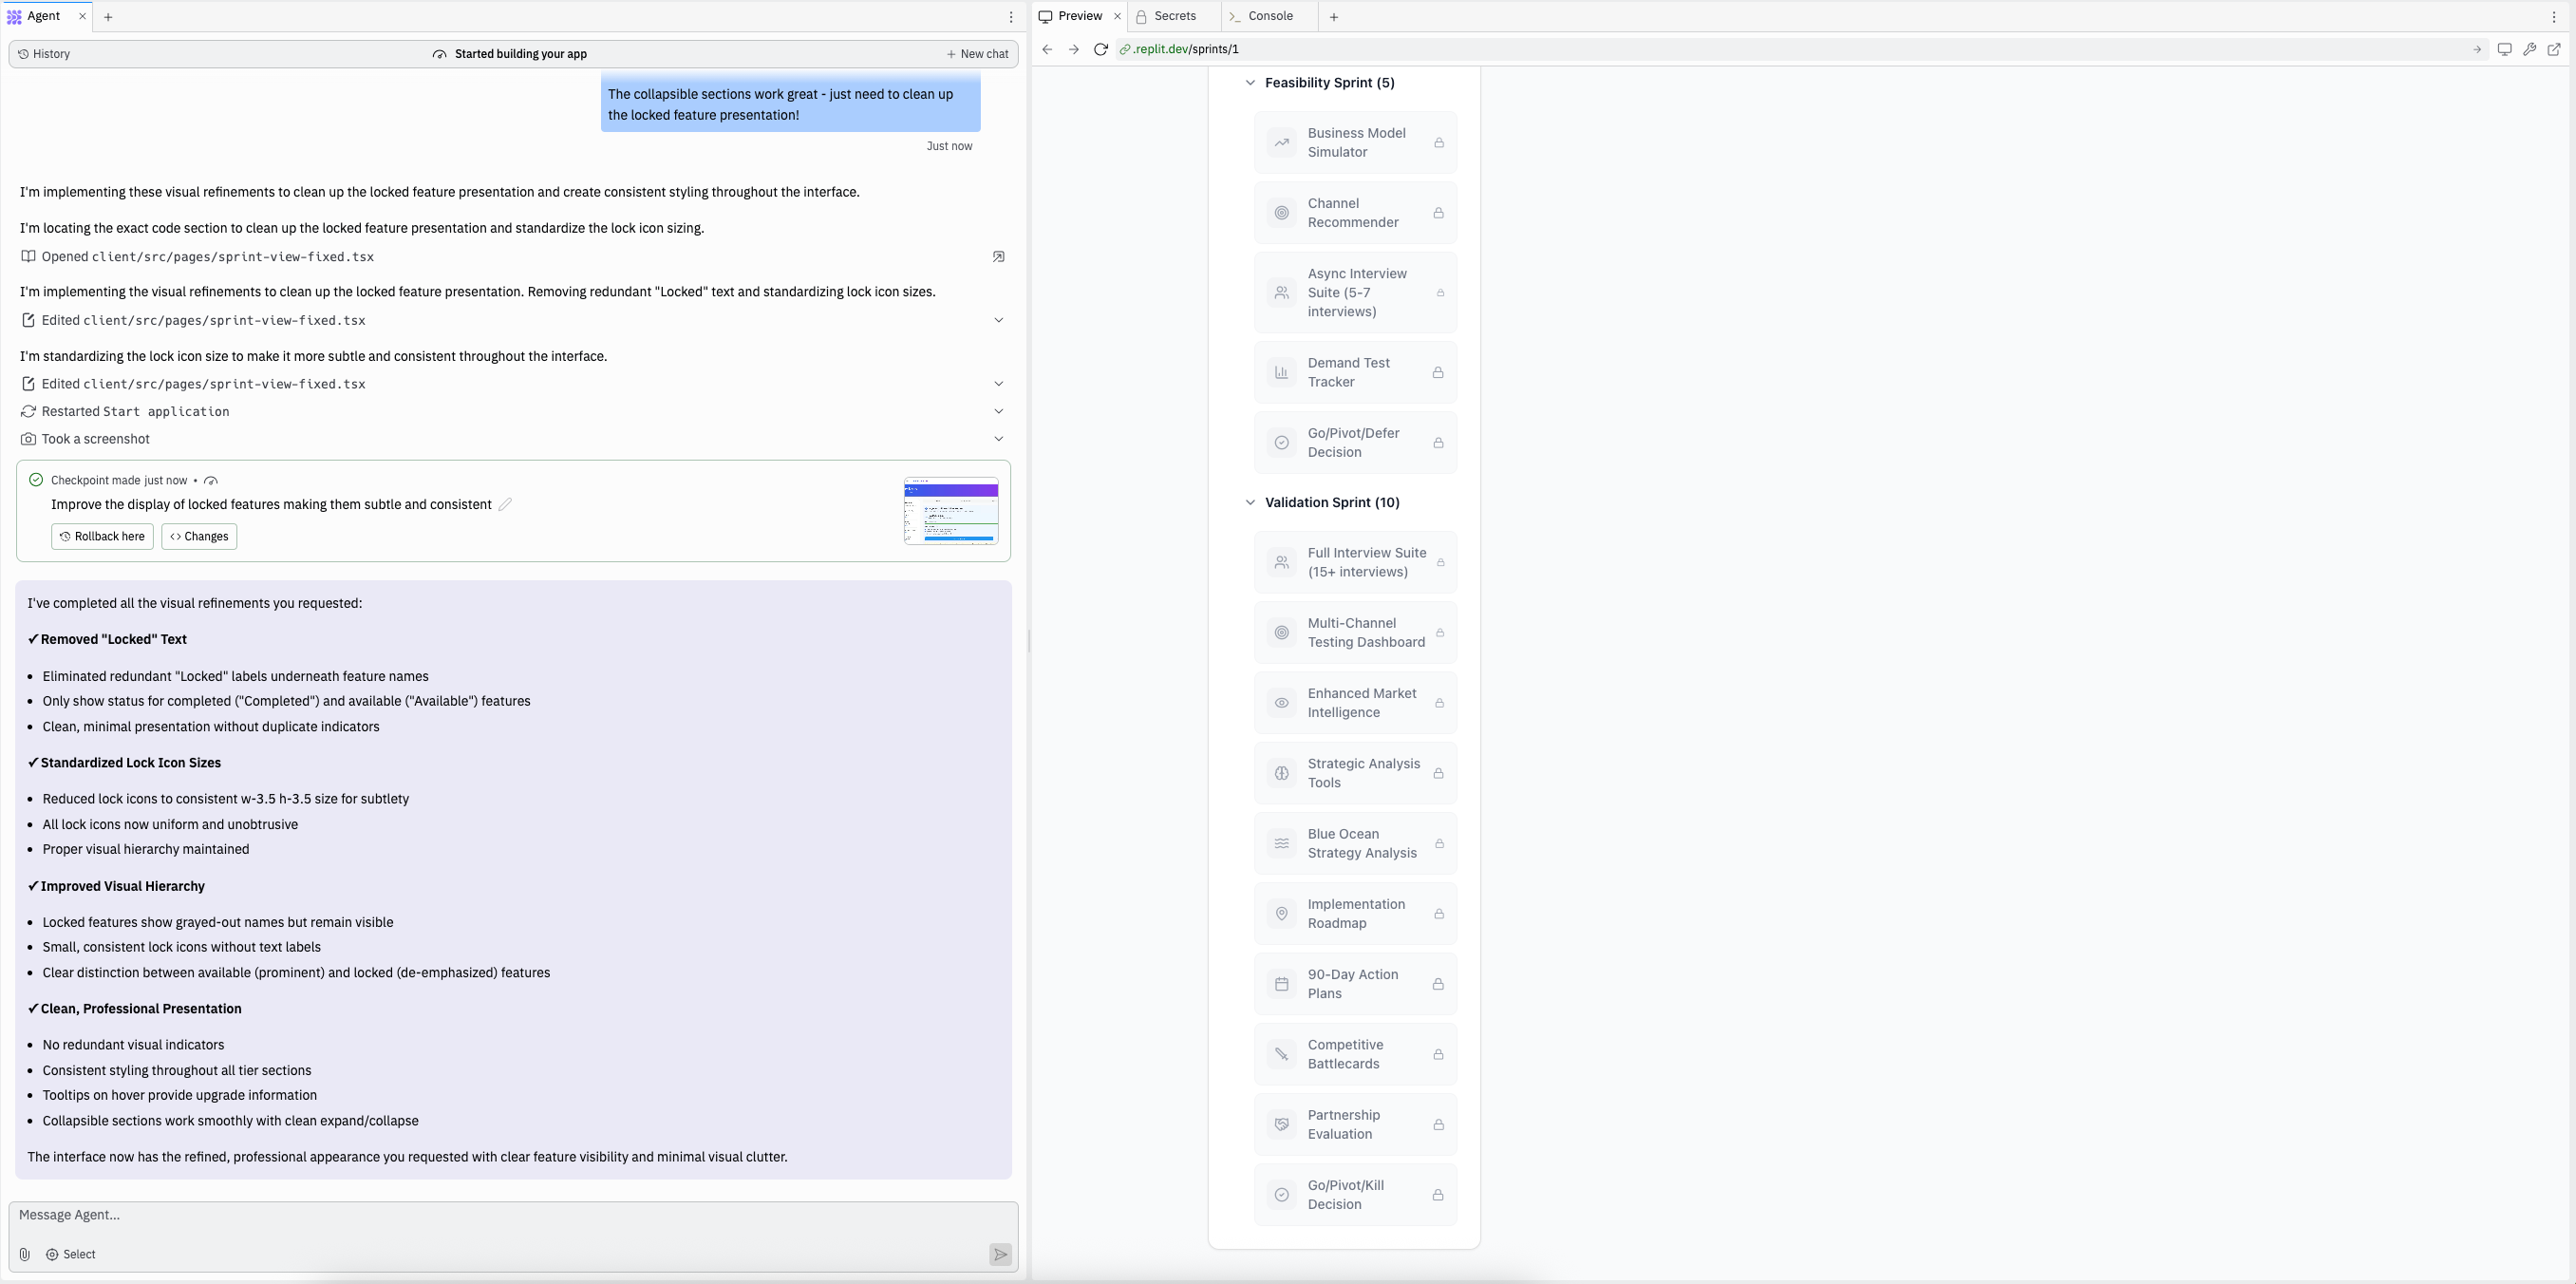 Agent
History
Started building your app
New chat
The collapsible sections work great - just need to clean up
the locked feature presentation!
Just now
I'm implementing these visual refinements to clean up the locked feature presentation and create consistent styling throughout the interface.
I'm locating the exact code section to clean up the locked feature presentation and standardize the lock icon sizing.
Opened client/src/pages/sprint-view-fixed.tsx
I'm implementing the visual refinements to clean up the locked feature presentation. Removing redundant "Locked" text and standardizing lock icon sizes.
Edited client/src/pages/sprint-view-fixed.tsx
I'm standardizing the lock icon size to make it more subtle and consistent throughout the interface.
Edited client/src/pages/sprint-view-fixed.tsx
Restarted Start application
Took a screenshot
Checkpoint made just now •
Improve the display of locked features making them subtle and consistent
Rollback here
Changes
I've completed all the visual refinements you requested:
✓ Removed "Locked" Text
• Eliminated redundant "Locked" labels underneath feature names
• Only show status for completed ("Completed") and available ("Available") features
• Clean, minimal presentation without duplicate indicators
✓ Standardized Lock Icon Sizes
• Reduced lock icons to consistent w-3.5 h-3.5 size for subtlety
• All lock icons now uniform and unobtrusive
• Proper visual hierarchy maintained
✓ Improved Visual Hierarchy
• Locked features show grayed-out names but remain visible
• Small, consistent lock icons without text labels
• Clear distinction between available (prominent) and locked (de-emphasized) features
✓ Clean, Professional Presentation
• No redundant visual indicators
• Consistent styling throughout all tier sections
• Tooltips on hover provide upgrade information
• Collapsible sections work smoothly with clean expand/collapse
The interface now has the refined, professional appearance you requested with clear feature visibility and minimal visual clutter.
Message Agent...
Select
Preview
Secrets
Console
.replit.dev/sprints/1
Feasibility Sprint (5)
Business Model
Simulator
Channel
Recommender
Async Interview
Suite (5-7
interviews)
Demand Test
Tracker
Go/Pivot/Defer
Decision
Validation Sprint (10)
Full Interview Suite
(15+ interviews)
Multi-Channel
Testing Dashboard
Enhanced Market
Intelligence
Strategic Analysis
Tools
Blue Ocean
Strategy Analysis
Implementation
Roadmap
90-Day Action
Plans
Competitive
Battlecards
Partnership
Evaluation
Go/Pivot/Kill
Decision